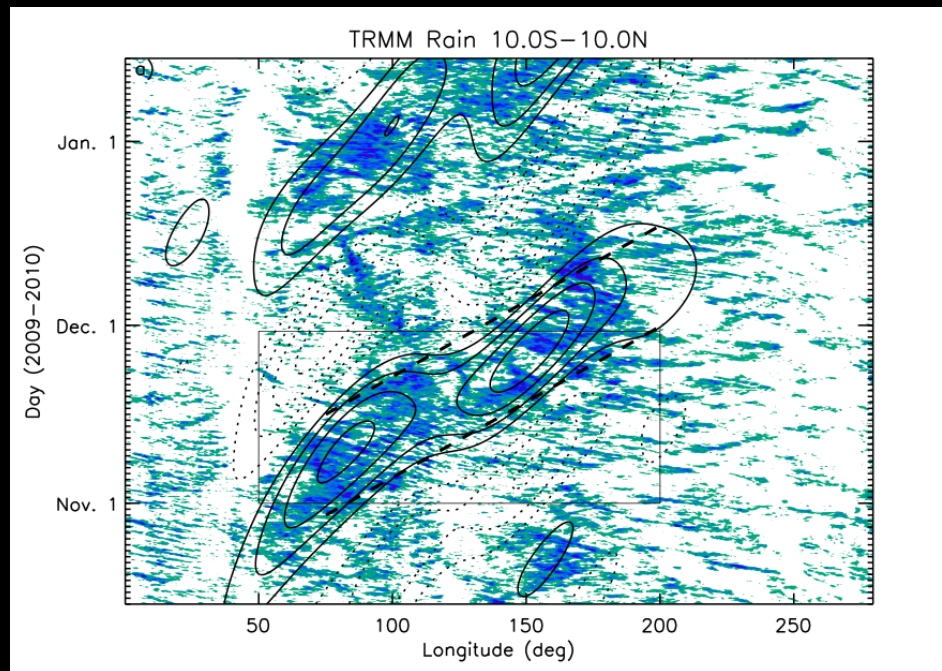 TRMM Rain 10.0S-10.0N
a
Jan. 1
Dec. 1
Nov. 1
Day (2009-2010)
50 100 150 200 250
Longitude (deg)